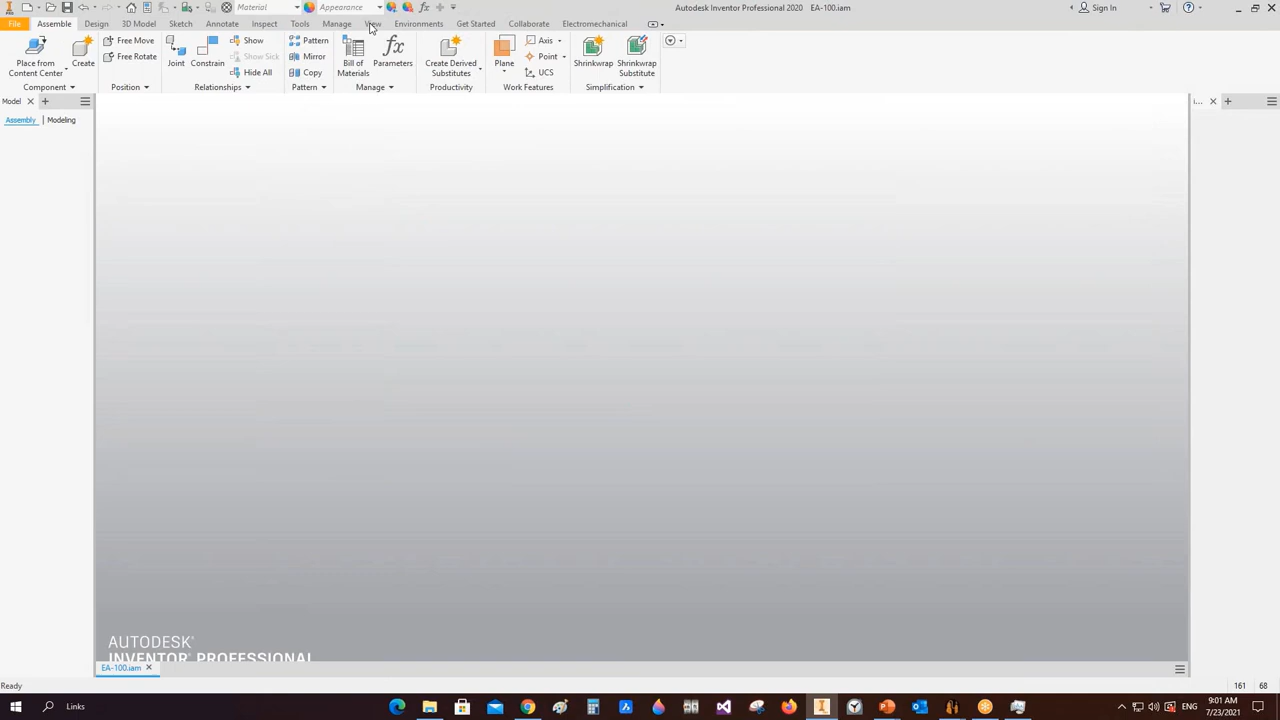 Material
Appearance
Autodesk Inventor Professional 2020 EA-100.iam
Sign In
File Assemble Design 3D Model Sketch Annotate Inspect Tools Manage View Environments Get Started Collaborate Electromechanical
Place from Content Center
Create
Free Move
Free Rotate
Joint
Constrain
Show
Show Sick
Hide All
Pattern
Mirror
Copy
Bill of Materials
Parameters
Create Derived Substitutes
Plane
Axis
Point
UCS
Shrinkwrap
Shrinkwrap Substitute
Component Position Relationships Pattern Manage Productivity Work Features Simplification
Model
i...
Assembly Modeling
AUTODESK®
INVENTOR® PROFESSIONAL
EA-100.iam
Ready
161 68
Links
9:01 AM
7/23/2021